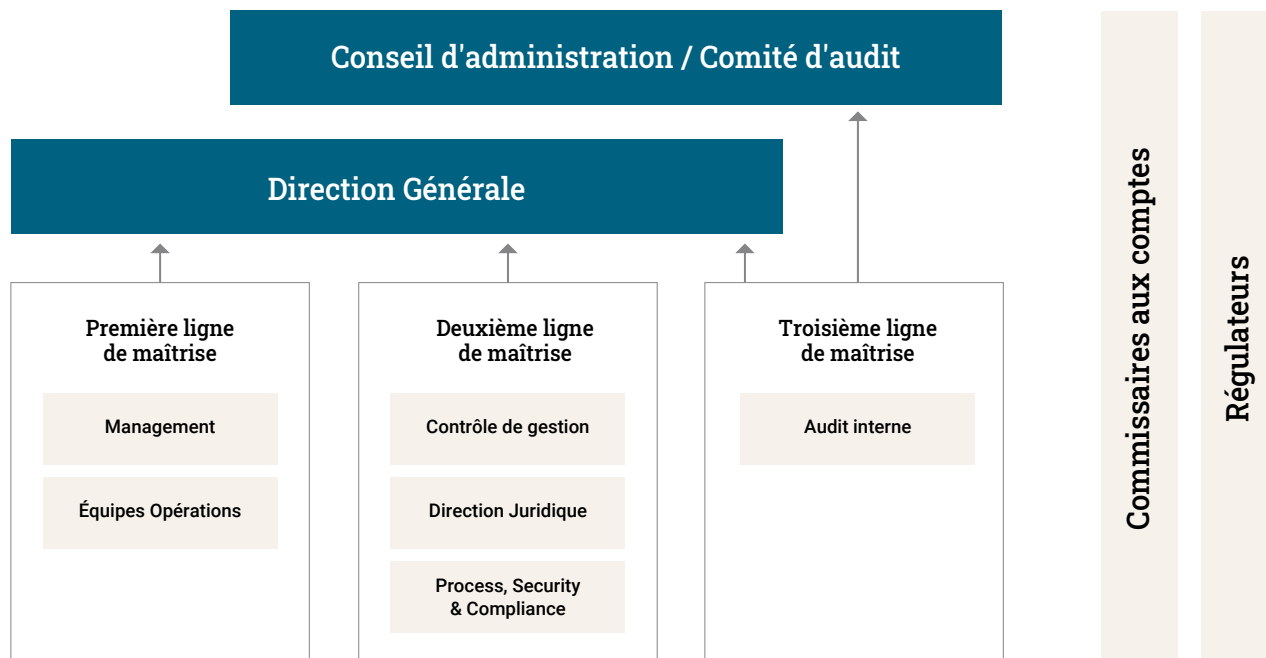 Conseil d'administration / Comité d'audit
Direction Générale
Première ligne
de maîtrise
Management
Équipes Opérations
Deuxième ligne
de maîtrise
Contrôle de gestion
Direction Juridique
Process, Security
& Compliance
Troisième ligne
de maîtrise
Audit interne
Commissaires aux comptes
Régulateurs